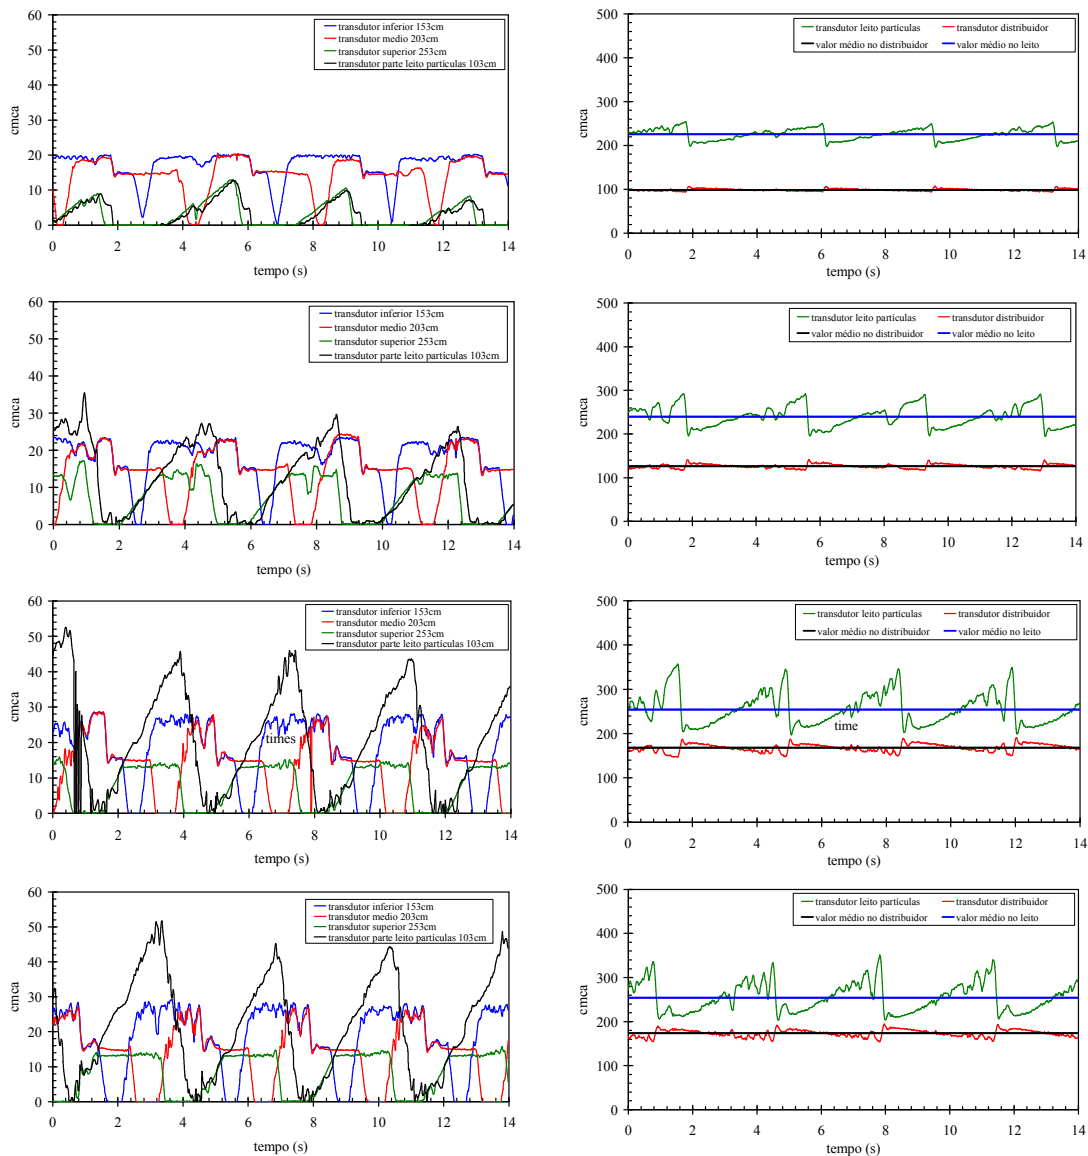 60
50
40
30
20
10
0
cmca
transdutor inferior 153cm
transdutor medio 203cm
transdutor superior 253cm
transdutor parte leito partículas 103cm
0 2 4 6 8 10 12 14
tempo (s)
500
400
300
200
100
0
cmca
transdutor leito partículas transdutor distribuidor
valor médio no distribuidor valor médio no leito
0 2 4 6 8 10 12 14
tempo (s)
60
50
40
30
20
10
0
cmca
transdutor inferior 153cm
transdutor medio 203cm
transdutor superior 253cm
transdutor parte leito partículas 103cm
0 2 4 6 8 10 12 14
tempo (s)
500
400
300
200
100
0
cmca
transdutor leito partículas transdutor distribuidor
valor médio no distribuidor valor médio no leito
0 2 4 6 8 10 12 14
tempo (s)
60
50
40
30
20
10
0
cmca
transdutor inferior 153cm
transdutor medio 203cm
transdutor superior 253cm
transdutor parte leito partículas 103cm
times
0 2 4 6 8 10 12 14
tempo (s)
500
400
300
200
100
0
cmca
transdutor leito partículas transdutor distribuidor
valor médio no distribuidor valor médio no leito
time
0 2 4 6 8 10 12 14
tempo (s)
60
50
40
30
20
10
0
cmca
transdutor inferior 153cm
transdutor medio 203cm
transdutor superior 253cm
transdutor parte leito partículas 103cm
0 2 4 6 8 10 12 14
tempo (s)
500
400
300
200
100
0
cmca
transdutor leito partículas transdutor distribuidor
valor médio no distribuidor valor médio no leito
0 2 4 6 8 10 12 14
tempo (s)